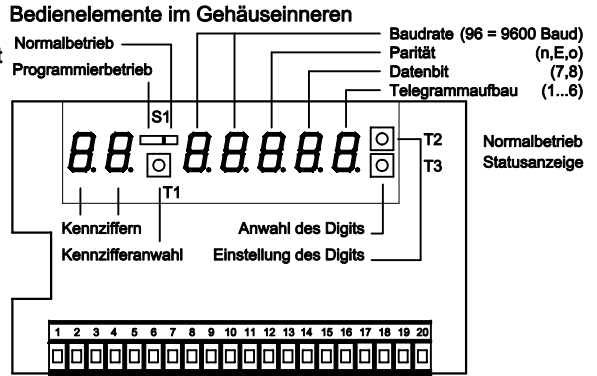 Bedienelemente im Gehäuseinneren
t
Normalbetrieb
Programmierbetrieb
Baudrate (96 = 9600 Baud)
Parität (n,E,o)
Datenbit (7,8)
Telegrammaufbau (1...6)
S1
8.8. 8.8.8.8.8.
T2
T3
T1
Normalbetrieb
Statusanzeige
Kennziffern
Anwahl des Digits
Kennzifferanwahl
Einstellung des Digits
1 2 3 4 5 6 7 8 9 10 11 12 13 14 15 16 17 18 19 20